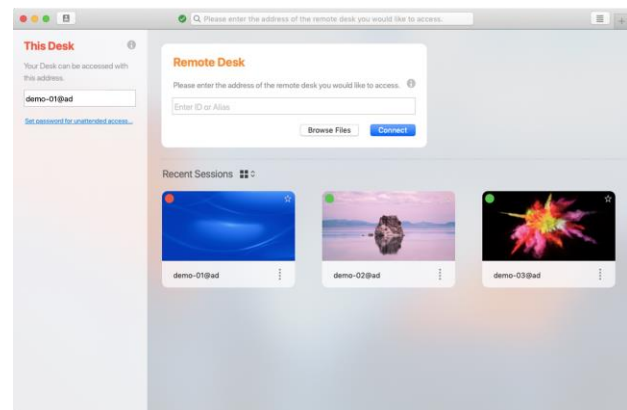 Please enter the address of the remote desk you would like to access.
This Desk
Your Desk can be accessed with
this address.
demo-01@ad
Set password for unattended access...
Remote Desk
Please enter the address of the remote desk you would like to access.
Enter ID or Alias
Browse Files
Connect
Recent Sessions
demo-01@ad
demo-02@ad
demo-03@ad